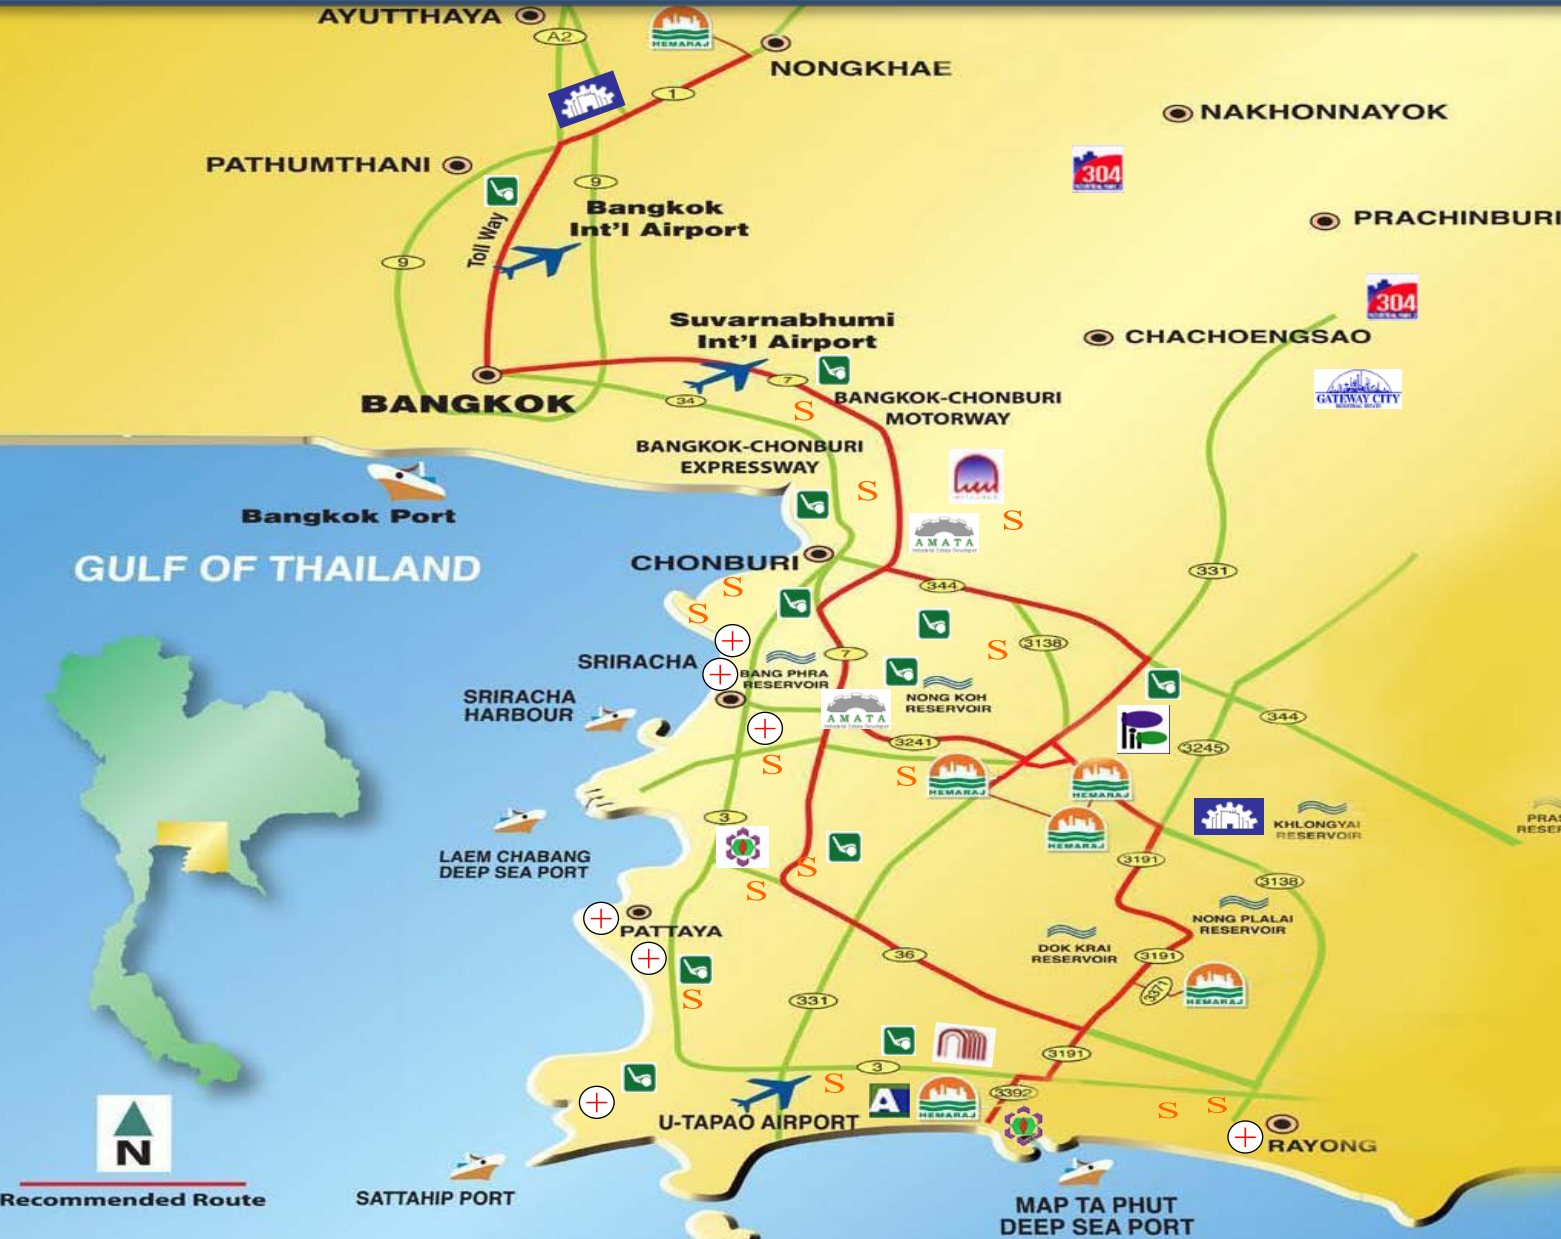 AYUTTHAYA
A2
HEMARAJ
NONGKHAE
1
NAKHONNAYOK
PATHUMTHANI
304
9
Bangkok
Int'l Airport
PRACHINBURI
Toll Way
9
304
Suvarnabhumi
Int'l Airport
CHACHOENGSAO
7
GATEWAY CITY
34
BANGKOK
S
BANGKOK-CHONBURI
MOTORWAY
BANGKOK-CHONBURI
EXPRESSWAY
S
Bangkok Port
S
AMATA
GULF OF THAILAND
CHONBURI
331
344
S
S
S
3138
7
SRIRACHA
BANG PHRA
RESERVOIR
NONG KOH
RESERVOIR
SRIRACHA
HARBOUR
AMATA
344
3241
3245
S
S
HEMARAJ
HEMARAJ
3
KHLONGYAI
RESERVOIR
HEMARAJ
LAEM CHABANG
DEEP SEA PORT
3191
S
S
3138
NONG PLALAI
RESERVOIR
PATTAYA
DOK KRAI
RESERVOIR
36
3191
S
331
3371
HEMARAJ
3191
3
S
3392
A
HEMARAJ
S
S
U-TAPAO AIRPORT
N
RAYONG
Recommended Route
SATTAHIP PORT
MAP TA PHUT
DEEP SEA PORT